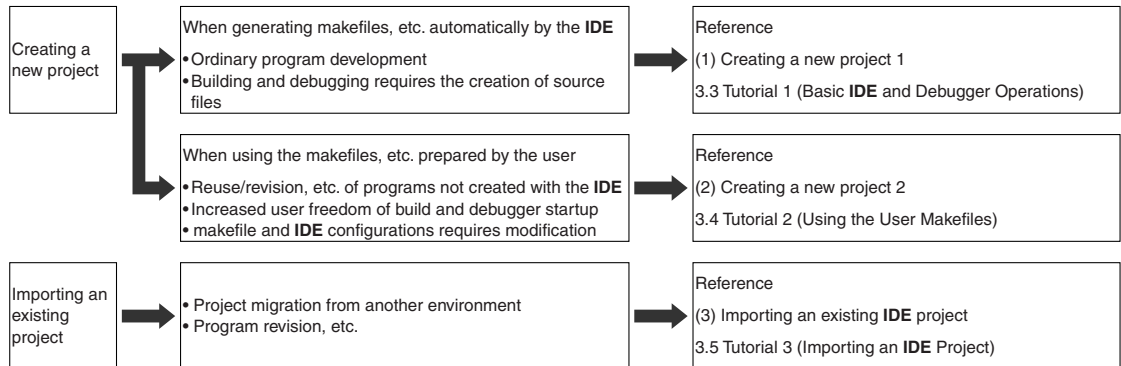 Creating a
new project
When generating makefiles, etc. automatically by the IDE
•Ordinary program development
•Building and debugging requires the creation of source
files
Reference
(1) Creating a new project 1
3.3 Tutorial 1 (Basic IDE and Debugger Operations)
When using the makefiles, etc. prepared by the user
•Reuse/revision, etc. of programs not created with the IDE
•Increased user freedom of build and debugger startup
• makefile and IDE configurations requires modification
Reference
(2) Creating a new project 2
3.4 Tutorial 2 (Using the User Makefiles)
Importing an
existing
project
• Project migration from another environment
• Program revision, etc.
Reference
(3) Importing an existing IDE project
3.5 Tutorial 3 (Importing an IDE Project)